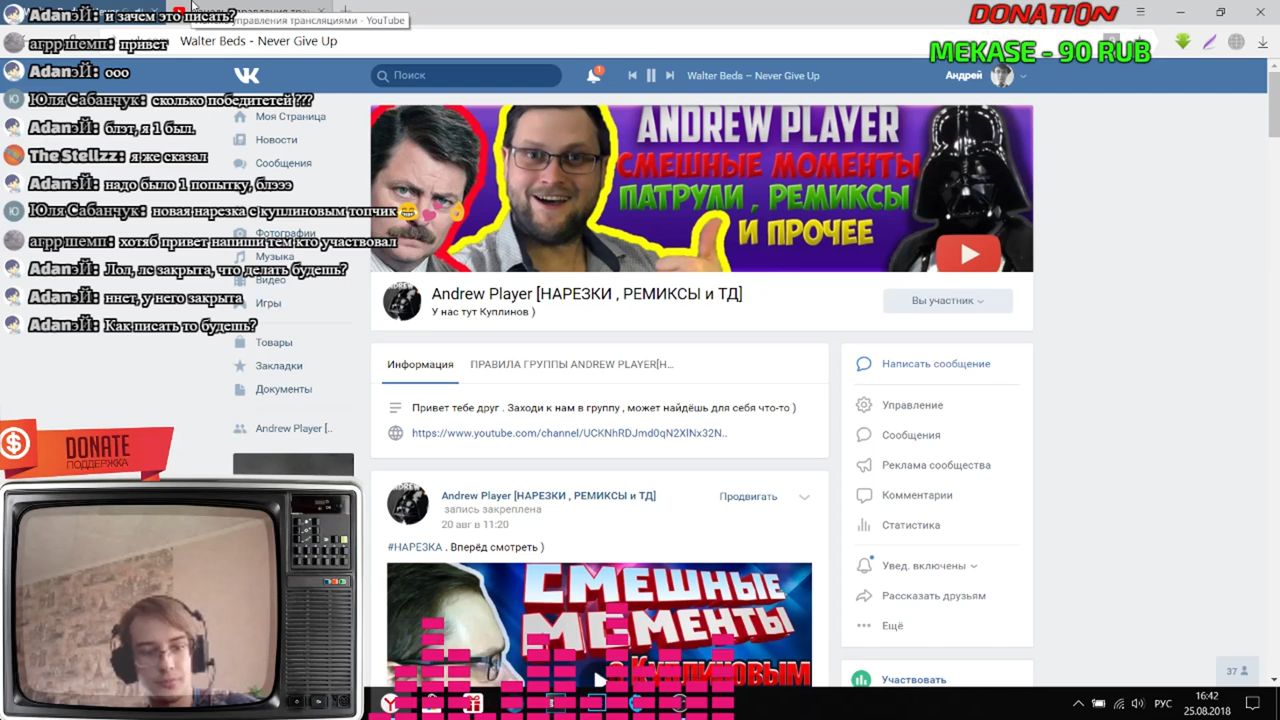 AdanэЙ: и зачем это писать?
управления трансляциями - YouTube
агрр шемп: привет
Walter Beds - Never Give Up
AdanэЙ: ооо
Юля Сабанчук: сколько победитетей ???
AdanэЙ: блэт, я 1 был.
The Stellzz: я же сказал
AdanэЙ: надо было 1 попытку, блэээ
Юля Сабанчук: новая нарезка с куплиновым топчик
агрр шемп: хотяб привет напиши тем кто участвовал
AdanэЙ: Лол, лс закрыта, что делать будешь?
AdanэЙ: ннет, у него закрыта
AdanэЙ: Как писать то будешь?
DONATION
MEKASE - 90 RUB
Поиск
1
Walter Beds – Never Give Up
Андрей
Моя Страница
Новости
Сообщения
Фотографии
Музыка
Видео
Игры
Товары
Закладки
Документы
Andrew Player [..
ANDREW PLAYER
СМЕШНЫЕ МОМЕНТЫ
ПАТРУЛИ , РЕМИКСЫ
И ПРОЧЕЕ
Andrew Player [НАРЕЗКИ , РЕМИКСЫ и ТД]
У нас тут Куплинов )
Вы участник
Информация
ПРАВИЛА ГРУППЫ ANDREW PLAYER[Н...
Привет тебе друг . Заходи к нам в группу , может найдёшь для себя что-то )
https://www.youtube.com/channel/UCKNhRDJmd0qN2XlNx32N..
Andrew Player [НАРЕЗКИ , РЕМИКСЫ и ТД]
запись закреплена
20 авг в 11:20
Продвигать
#НАРЕЗКА . Вперёд смотреть )
СМЕШНЫЕ
МОМЕНТЫ
с Куплиновым
Написать сообщение
Управление
Сообщения
Реклама сообщества
Комментарии
Статистика
Увед. включены
Рассказать друзьям
Ещё
Участвовать
37
DONATE
ПОДДЕРЖКА
РУС
16:42
25.08.2018